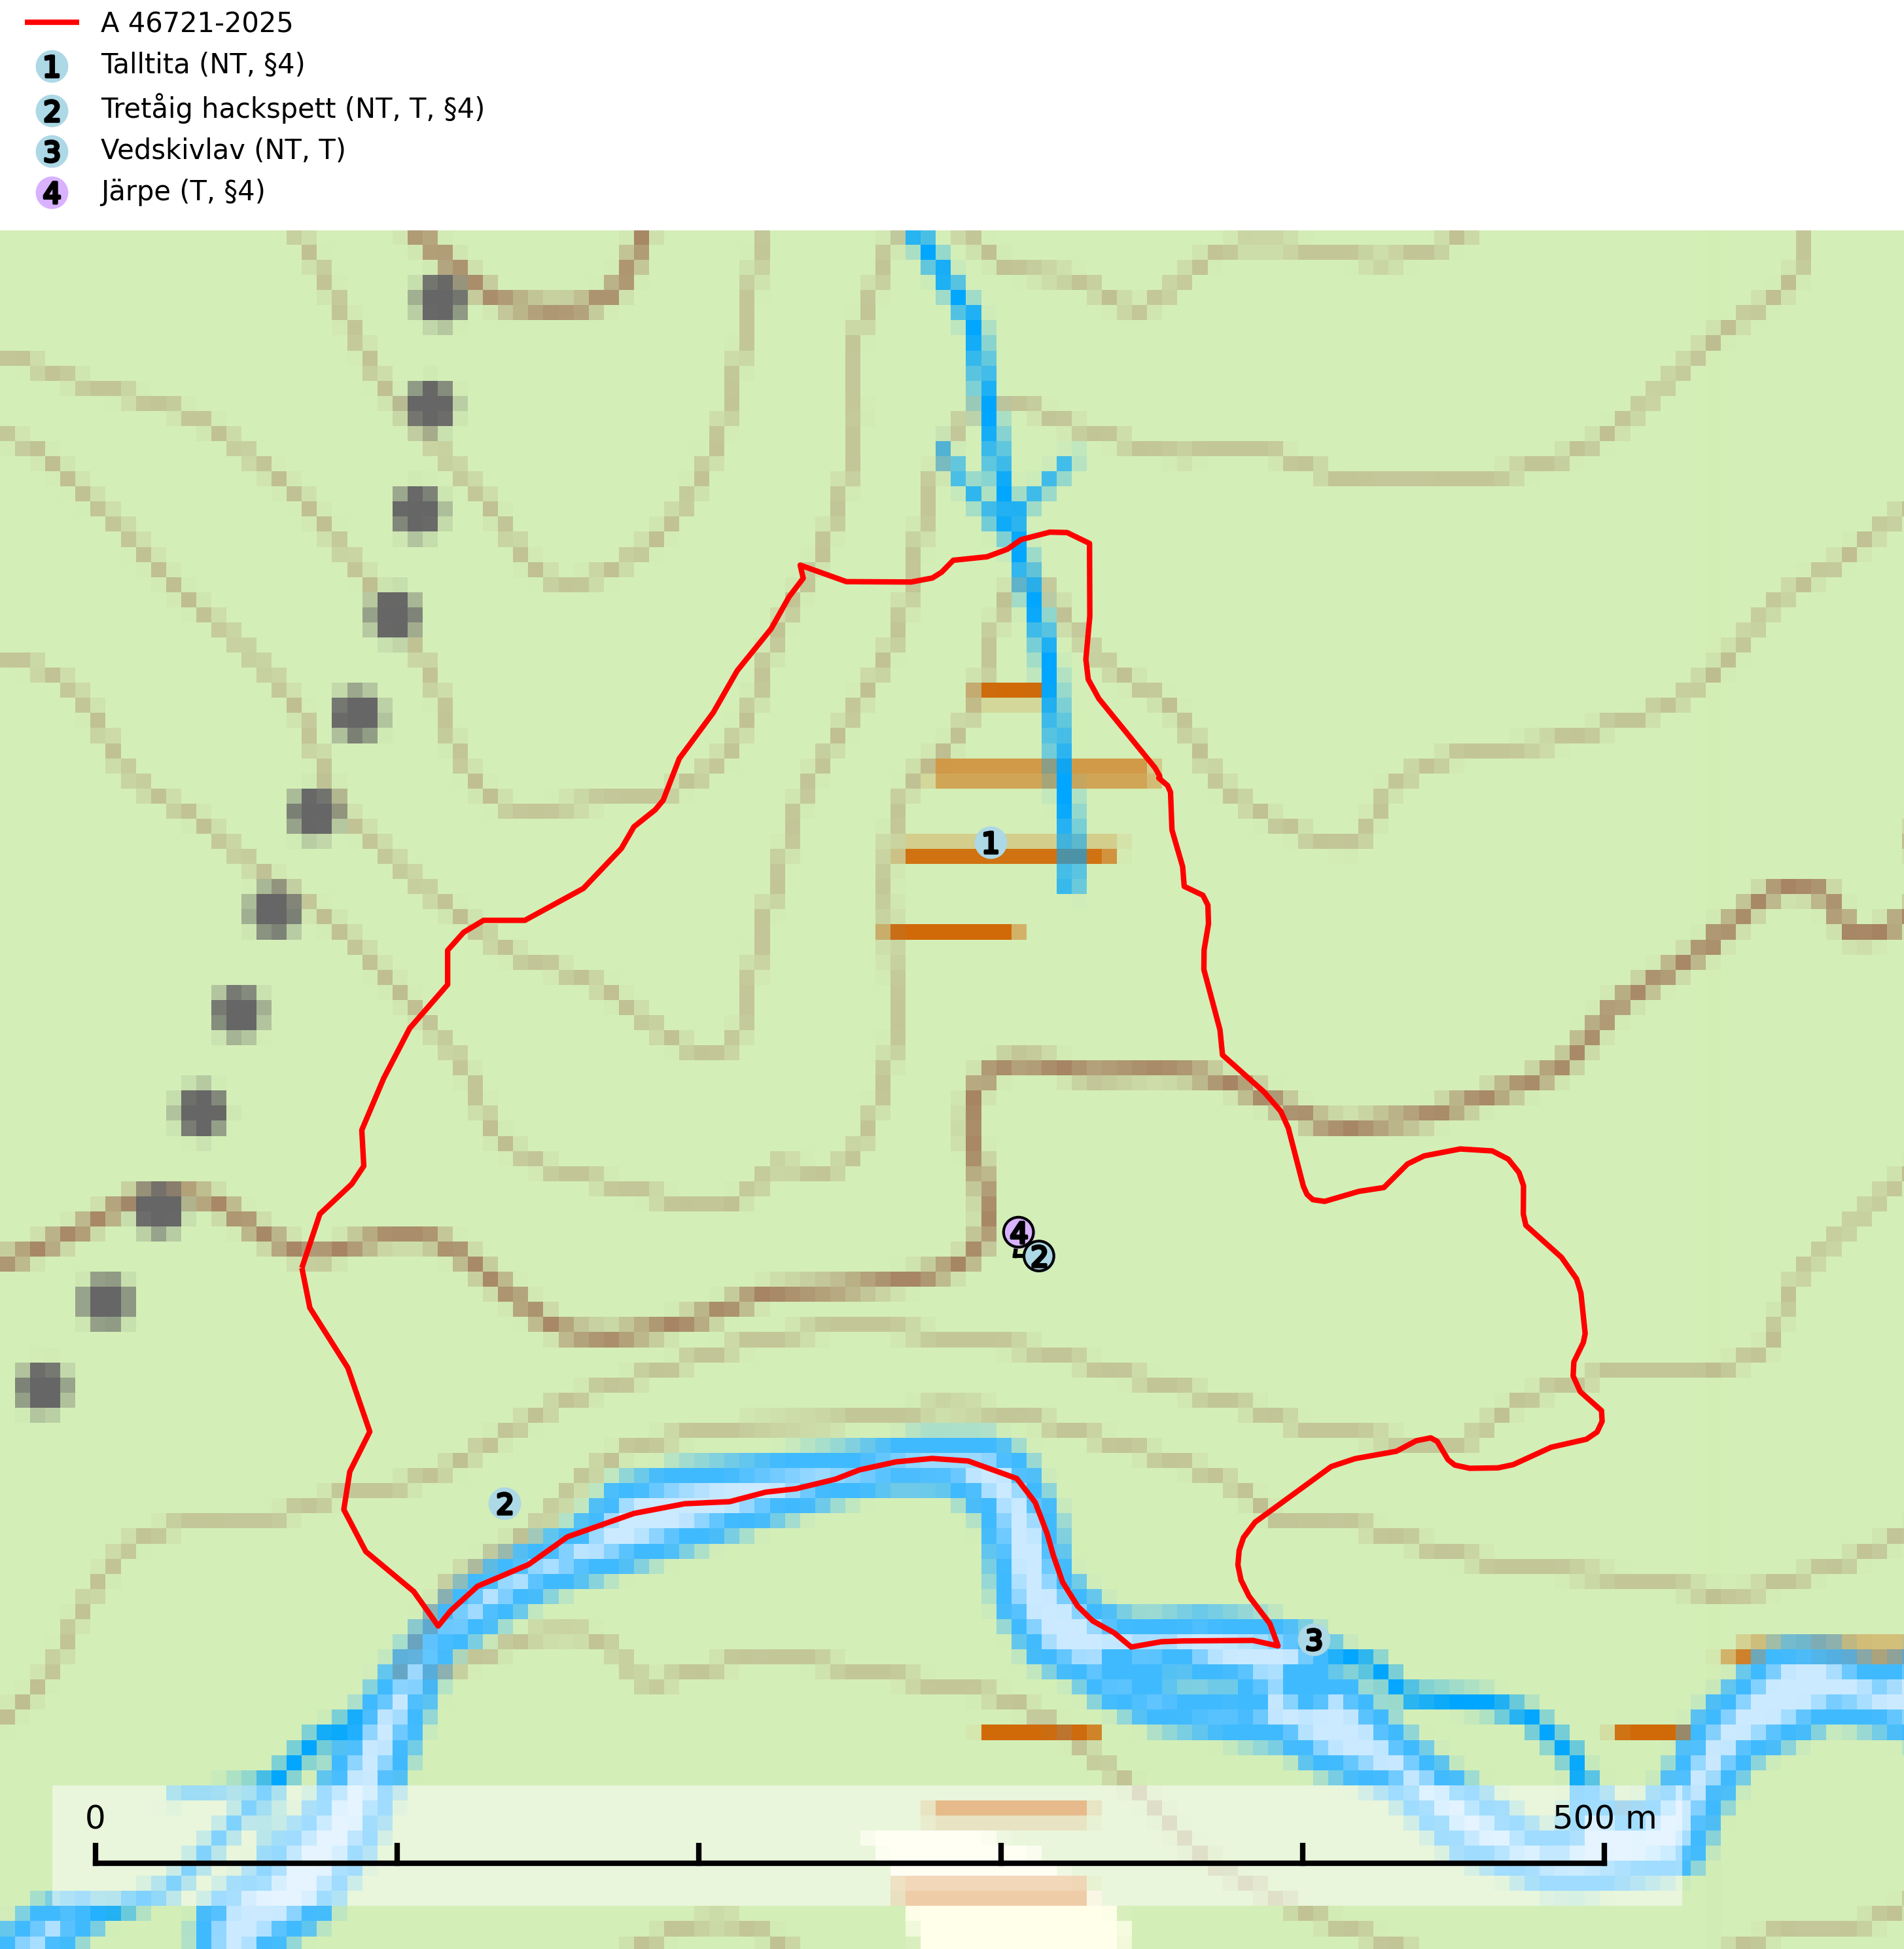 A 46721-2025
1 Talltita (NT, §4)
2 Tretåig hackspett (NT, T, §4)
3 Vedskivlav (NT, T)
4 Järpe (T, §4)
1
4
2
2
3
0 500 m